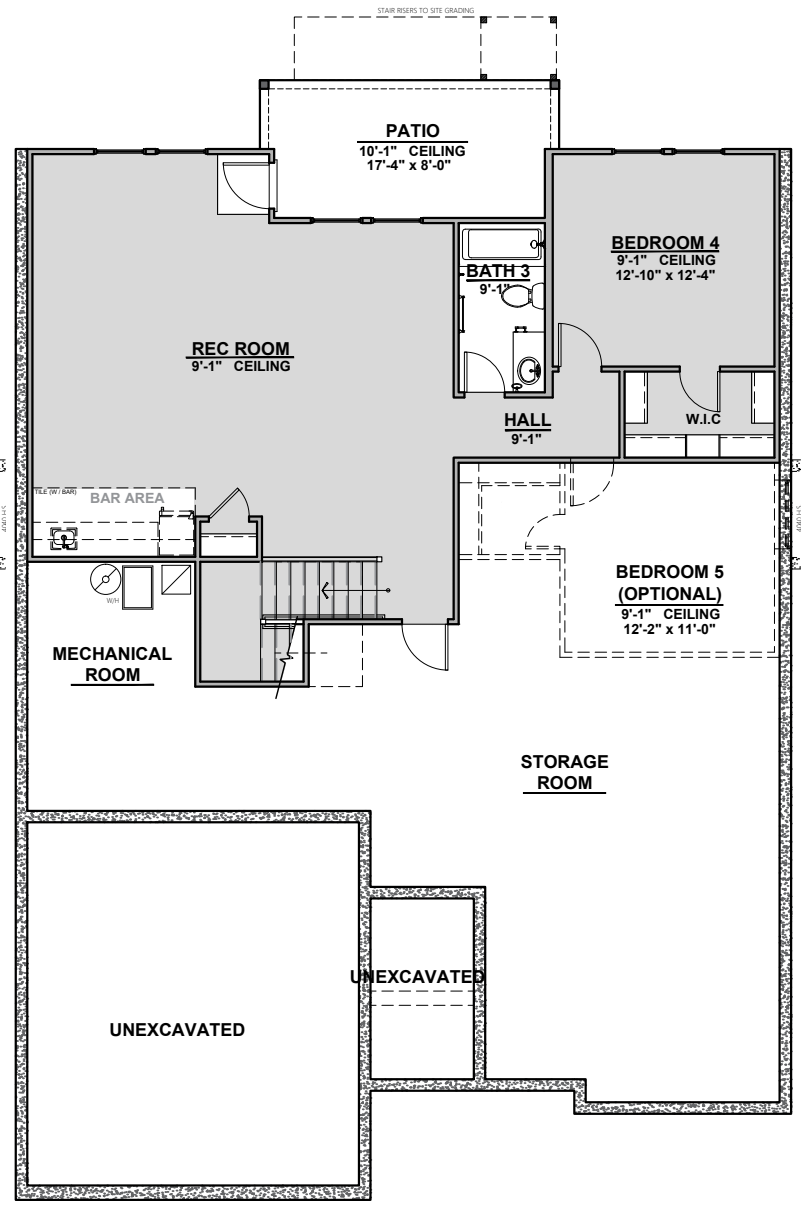 STAIR RISERS TO SITE GRADING
PATIO
10'-1" CEILING
17'-4" x 8'-0"
BEDROOM 4
9'-1" CEILING
12'-10" x 12'-4"
BATH 3
9'-1"
REC ROOM
9'-1" CEILING
HALL
9'-1"
W.I.C
TILE (W / BAR)
BAR AREA
W/H
BEDROOM 5
(OPTIONAL)
9'-1" CEILING
12'-2" x 11'-0"
MECHANICAL
ROOM
STORAGE
ROOM
UNEXCAVATED
UNEXCAVATED